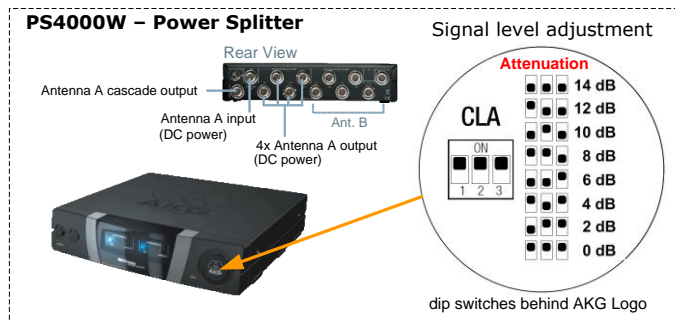 PS4000W – Power Splitter
Rear View
Antenna A cascade output
Antenna A input
(DC power)
4x Antenna A output
(DC power)
Ant. B
AKG
AKG
Signal level adjustment
Attenuation
CLA
ON
1 2 3
14 dB
12 dB
10 dB
8 dB
6 dB
4 dB
2 dB
0 dB
dip switches behind AKG Logo